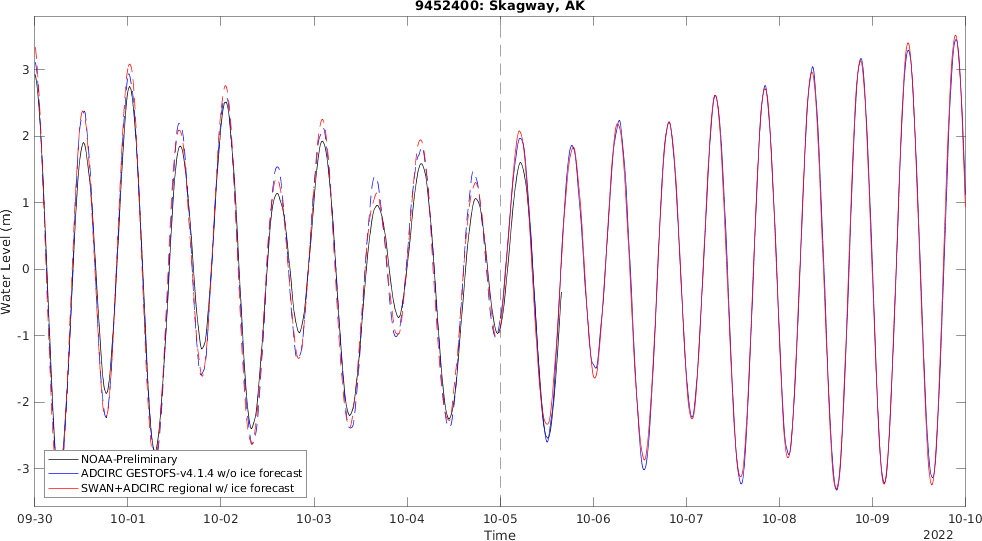 9452400: Skagway, AK
Water Level (m)
3
2
1
0
-1
-2
-3
NOAA-Preliminary
ADCIRC GESTOFS-v4.1.4 w/o ice forecast
SWAN+ADCIRC regional w/ ice forecast
09-30 10-01 10-02 10-03 10-04 10-05 10-06 10-07 10-08 10-09 10-10
Time
2022